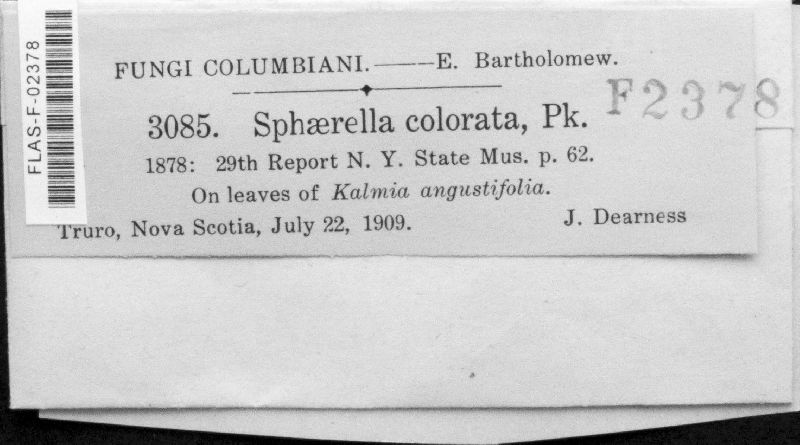 FLAS-F-02378
FUNGI COLUMBIANI.——E. Bartholomew.
F2378
3085. Sphærella colorata, Pk.
1878: 29th Report N. Y. State Mus. p. 62.
On leaves of Kalmia angustifolia.
Truro, Nova Scotia, July 22, 1909. J. Dearness